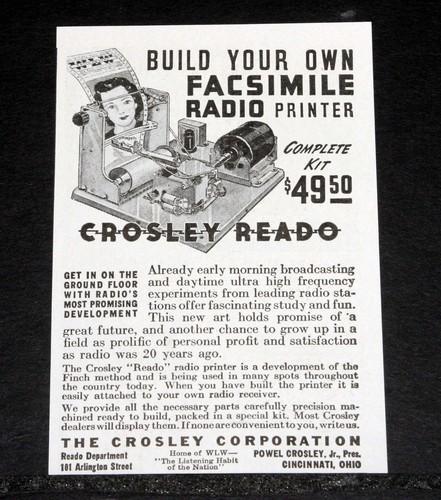 BUILD YOUR OWN
FACSIMILE
RADIO PRINTER
COMPLETE
KIT
$49.50
CROSLEY READO
GET IN ON THE
GROUND FLOOR
WITH RADIO'S
MOST PROMISING
DEVELOPMENT
Already early morning broadcasting
and daytime ultra high frequency
experiments from leading radio sta-
tions offer fascinating study and fun.
This new art holds promise of a
great future, and another chance to grow up in a
field as prolific of personal profit and satisfaction
as radio was 20 years ago.
The Crosley "Reado" radio printer is a development of the
Finch method and is being used in many spots throughout
the country today. When you have built the printer it is
easily attached to your own radio receiver.
We provide all the necessary parts carefully precision ma-
chined ready to build, packed in a special kit. Most Crosley
dealers will display them. If none are convenient to you, write us.
THE CROSLEY CORPORATION
Reado Department
101 Arlington Street
Home of WLW—
"The Listening Habit
of the Nation"
POWEL CROSLEY, Jr., Pres.
CINCINNATI, OHIO